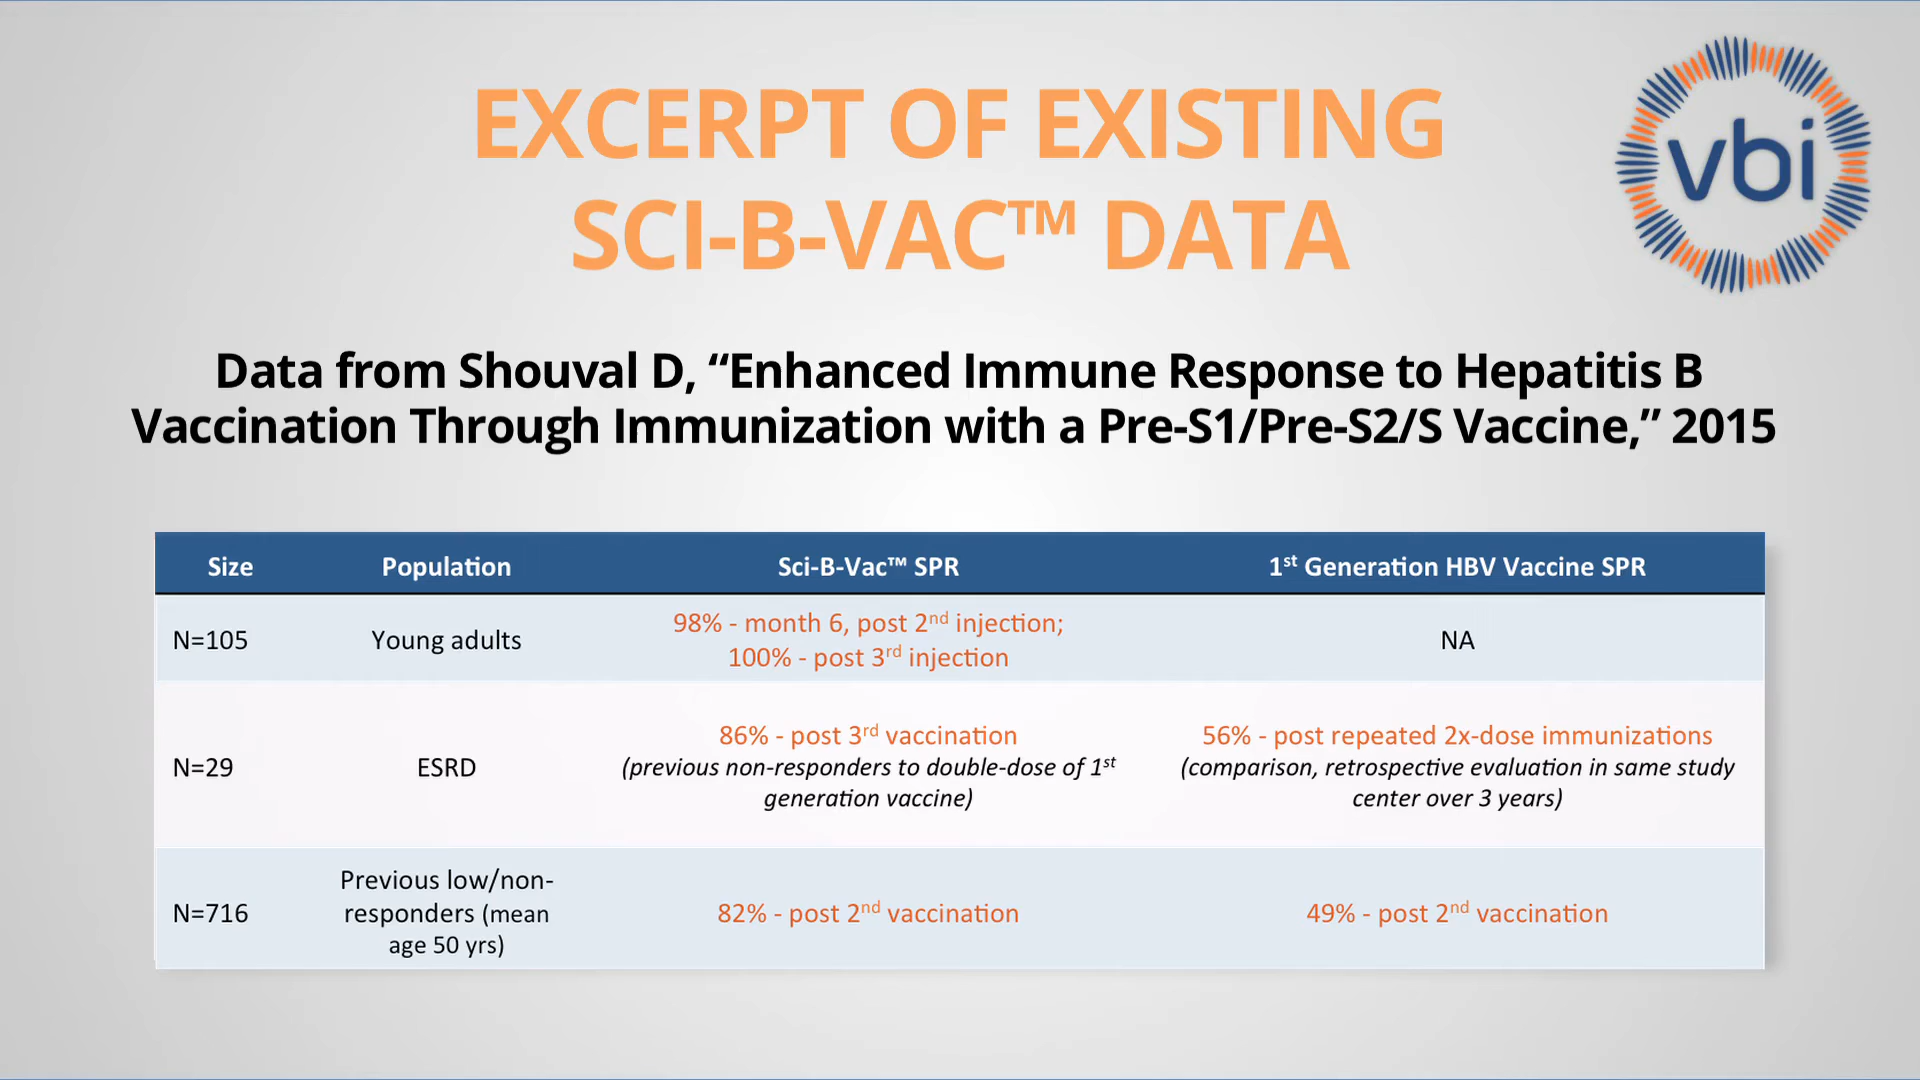 EXCERPT OF EXISTING
SCI-B-VAC™ DATA
vbi
Data from Shouval D, “Enhanced Immune Response to Hepatitis B
Vaccination Through Immunization with a Pre-S1/Pre-S2/S Vaccine,” 2015
Size Population Sci-B-Vac™ SPR 1st Generation HBV Vaccine SPR
N=105 Young adults 98% - month 6, post 2nd injection;
100% - post 3rd injection NA
N=29 ESRD 86% - post 3rd vaccination
(previous non-responders to double-dose of 1st
generation vaccine)
56% - post repeated 2x-dose immunizations
(comparison, retrospective evaluation in same study
center over 3 years)
N=716 Previous low/non-
responders (mean
age 50 yrs)
82% - post 2nd vaccination 49% - post 2nd vaccination